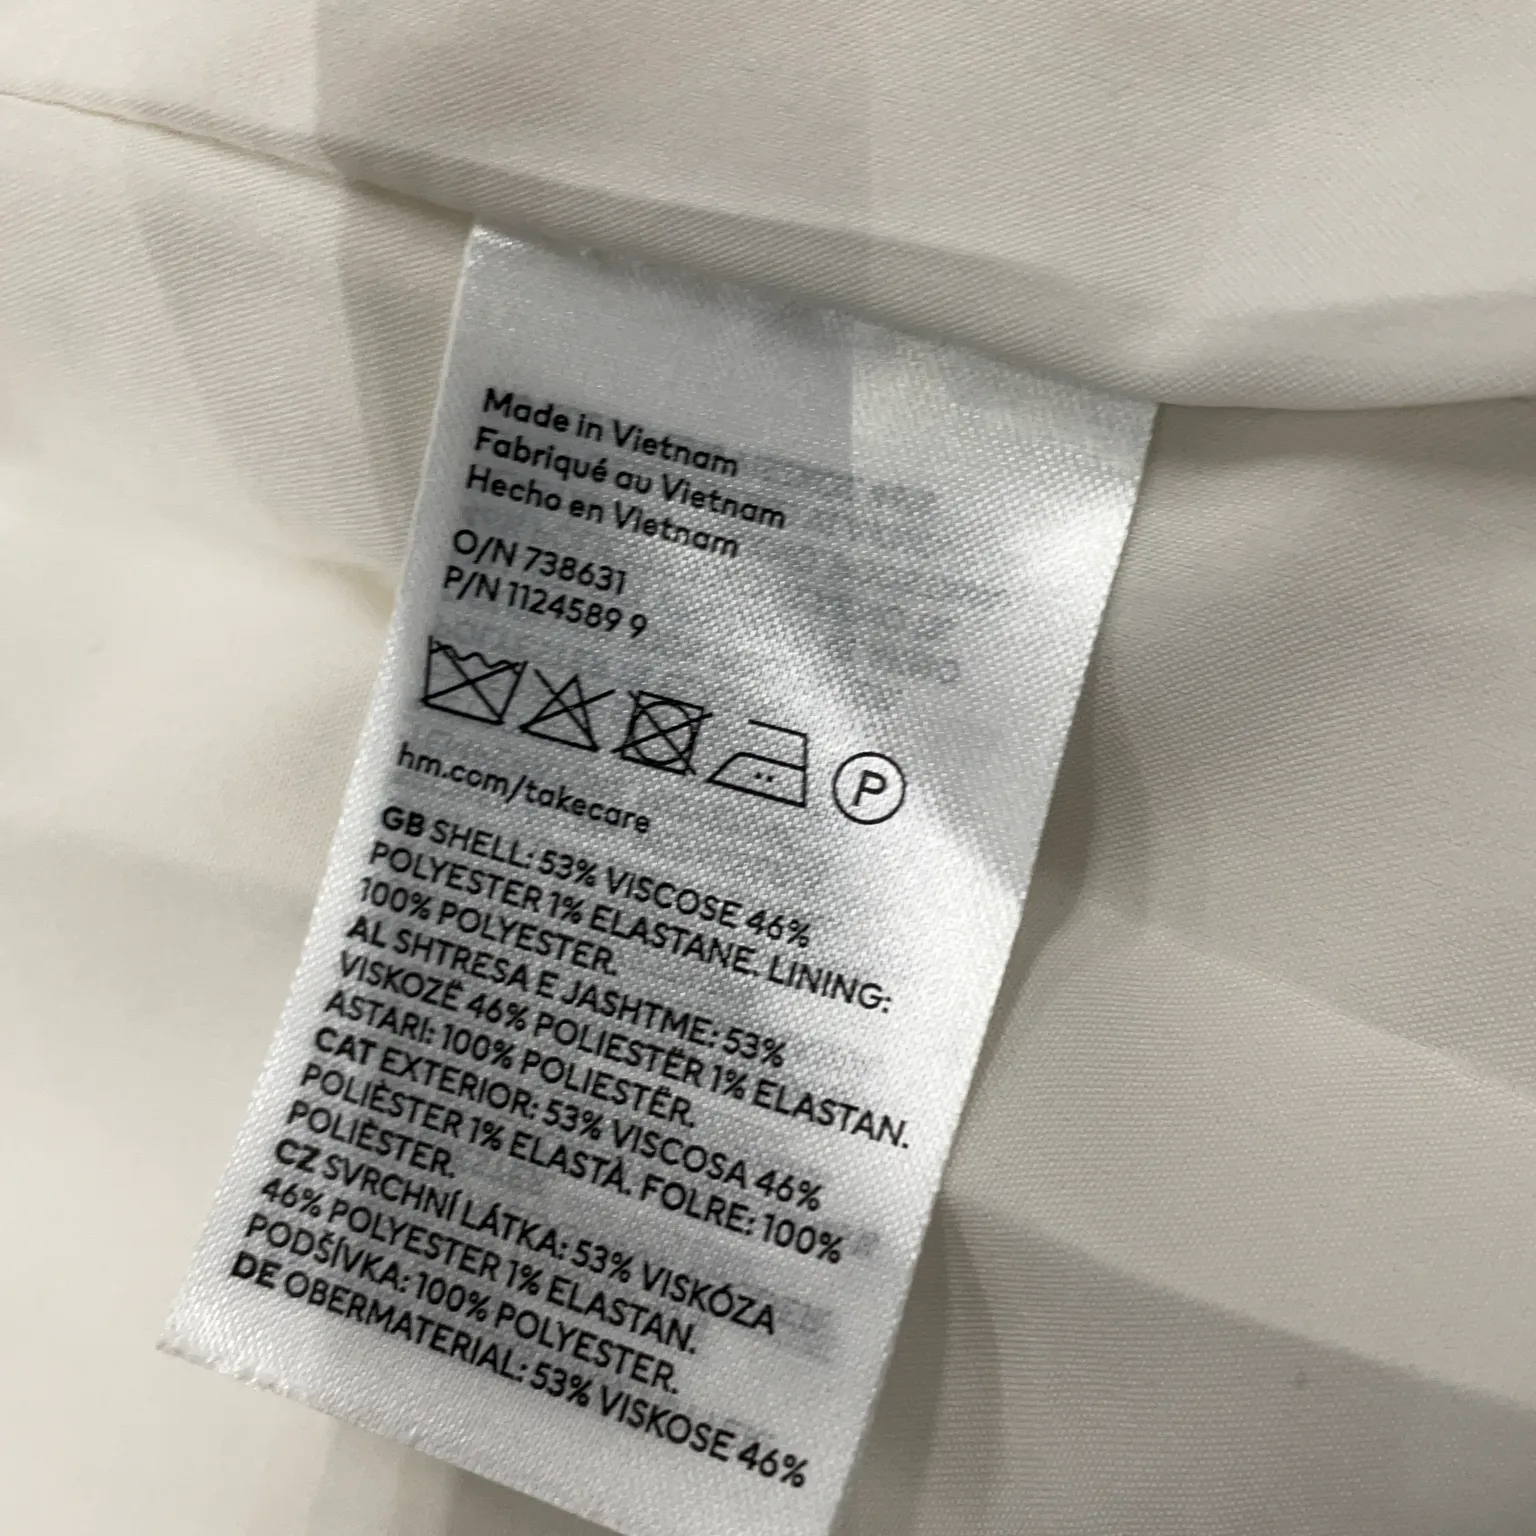 Made in Vietnam
Fabriqué au Vietnam
Hecho en Vietnam
O/N 738631
P/N 1124589 9
P
hm.com/takecare
GB SHELL: 53% VISCOSE 46%
POLYESTER 1% ELASTANE. LINING:
100% POLYESTER.
AL SHTRESA E JASHTME: 53%
VISKOZË 46% POLIESTËR 1% ELASTAN.
ASTARI: 100% POLIESTËR.
CAT EXTERIOR: 53% VISCOSA 46%
POLIÈSTER 1% ELASTÀ. FOLRE: 100%
POLIÈSTER.
CZ SVRCHNÍ LÁTKA: 53% VISKÓZA
46% POLYESTER 1% ELASTAN.
PODŠÍVKA: 100% POLYESTER.
DE OBERMATERIAL: 53% VISKOSE 46%